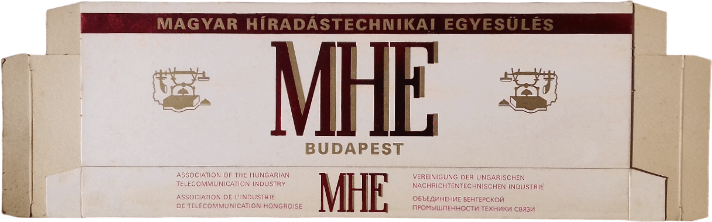 MAGYAR HÍRADÁSTECHNIKAI EGYESÜLÉS
MHE
BUDAPEST
ASSOCIATION OF THE HUNGARIAN
TELECOMMUNICATION INDUSTRY
ASSOCIATION DE L'INDUSTRIE
DE TÉLÉCOMMUNICATION HONGROISE
MHE
VEREINIGUNG DER UNGARISCHEN
NACHRICHTENTECHNISCHEN INDUSTRIE
ОБЪЕДИНЕНИЕ ВЕНГЕРСКОЙ
ПРОМЫШЛЕННОСТИ ТЕХНИКИ СВЯЗИ